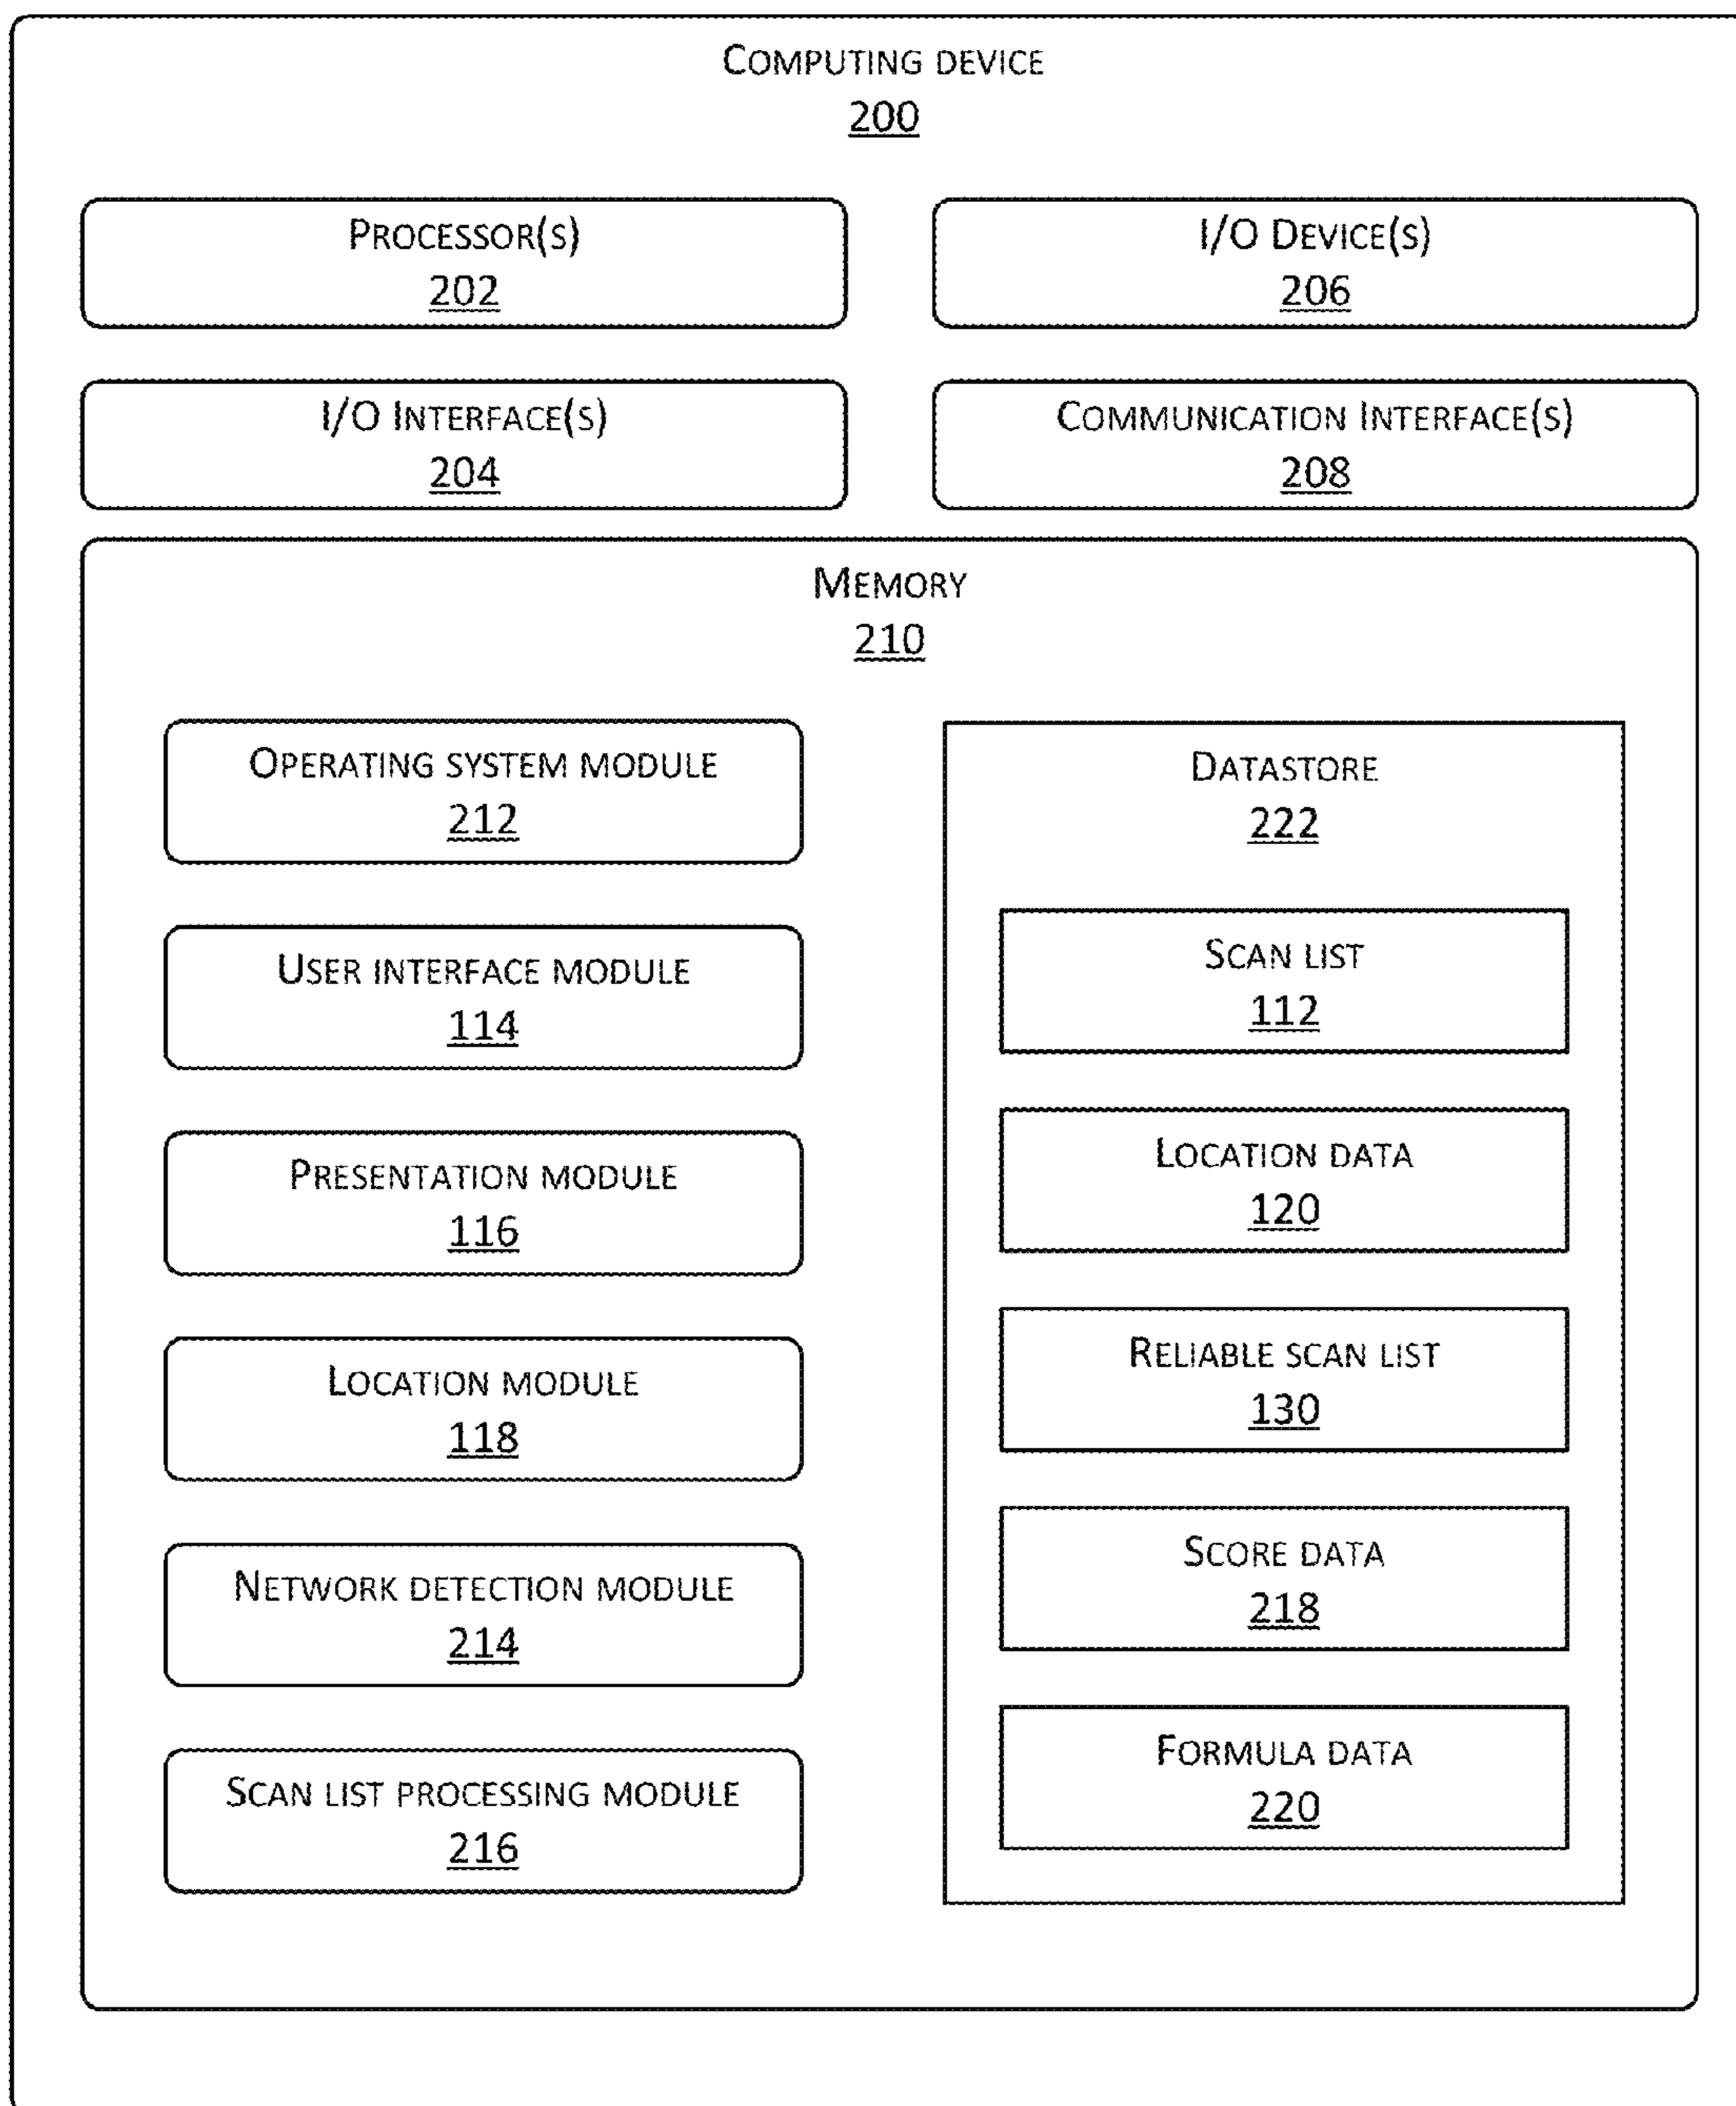 Computing device
200
Processor(s)
202
I/O Device(s)
206
I/O Interface(s)
204
Communication Interface(s)
208
Memory
210
Operating system module
212
User interface module
114
Presentation module
116
Location module
118
Network detection module
214
Scan list processing module
216
Datastore
222
Scan list
112
Location data
120
Reliable scan list
130
Score data
218
Formula data
220